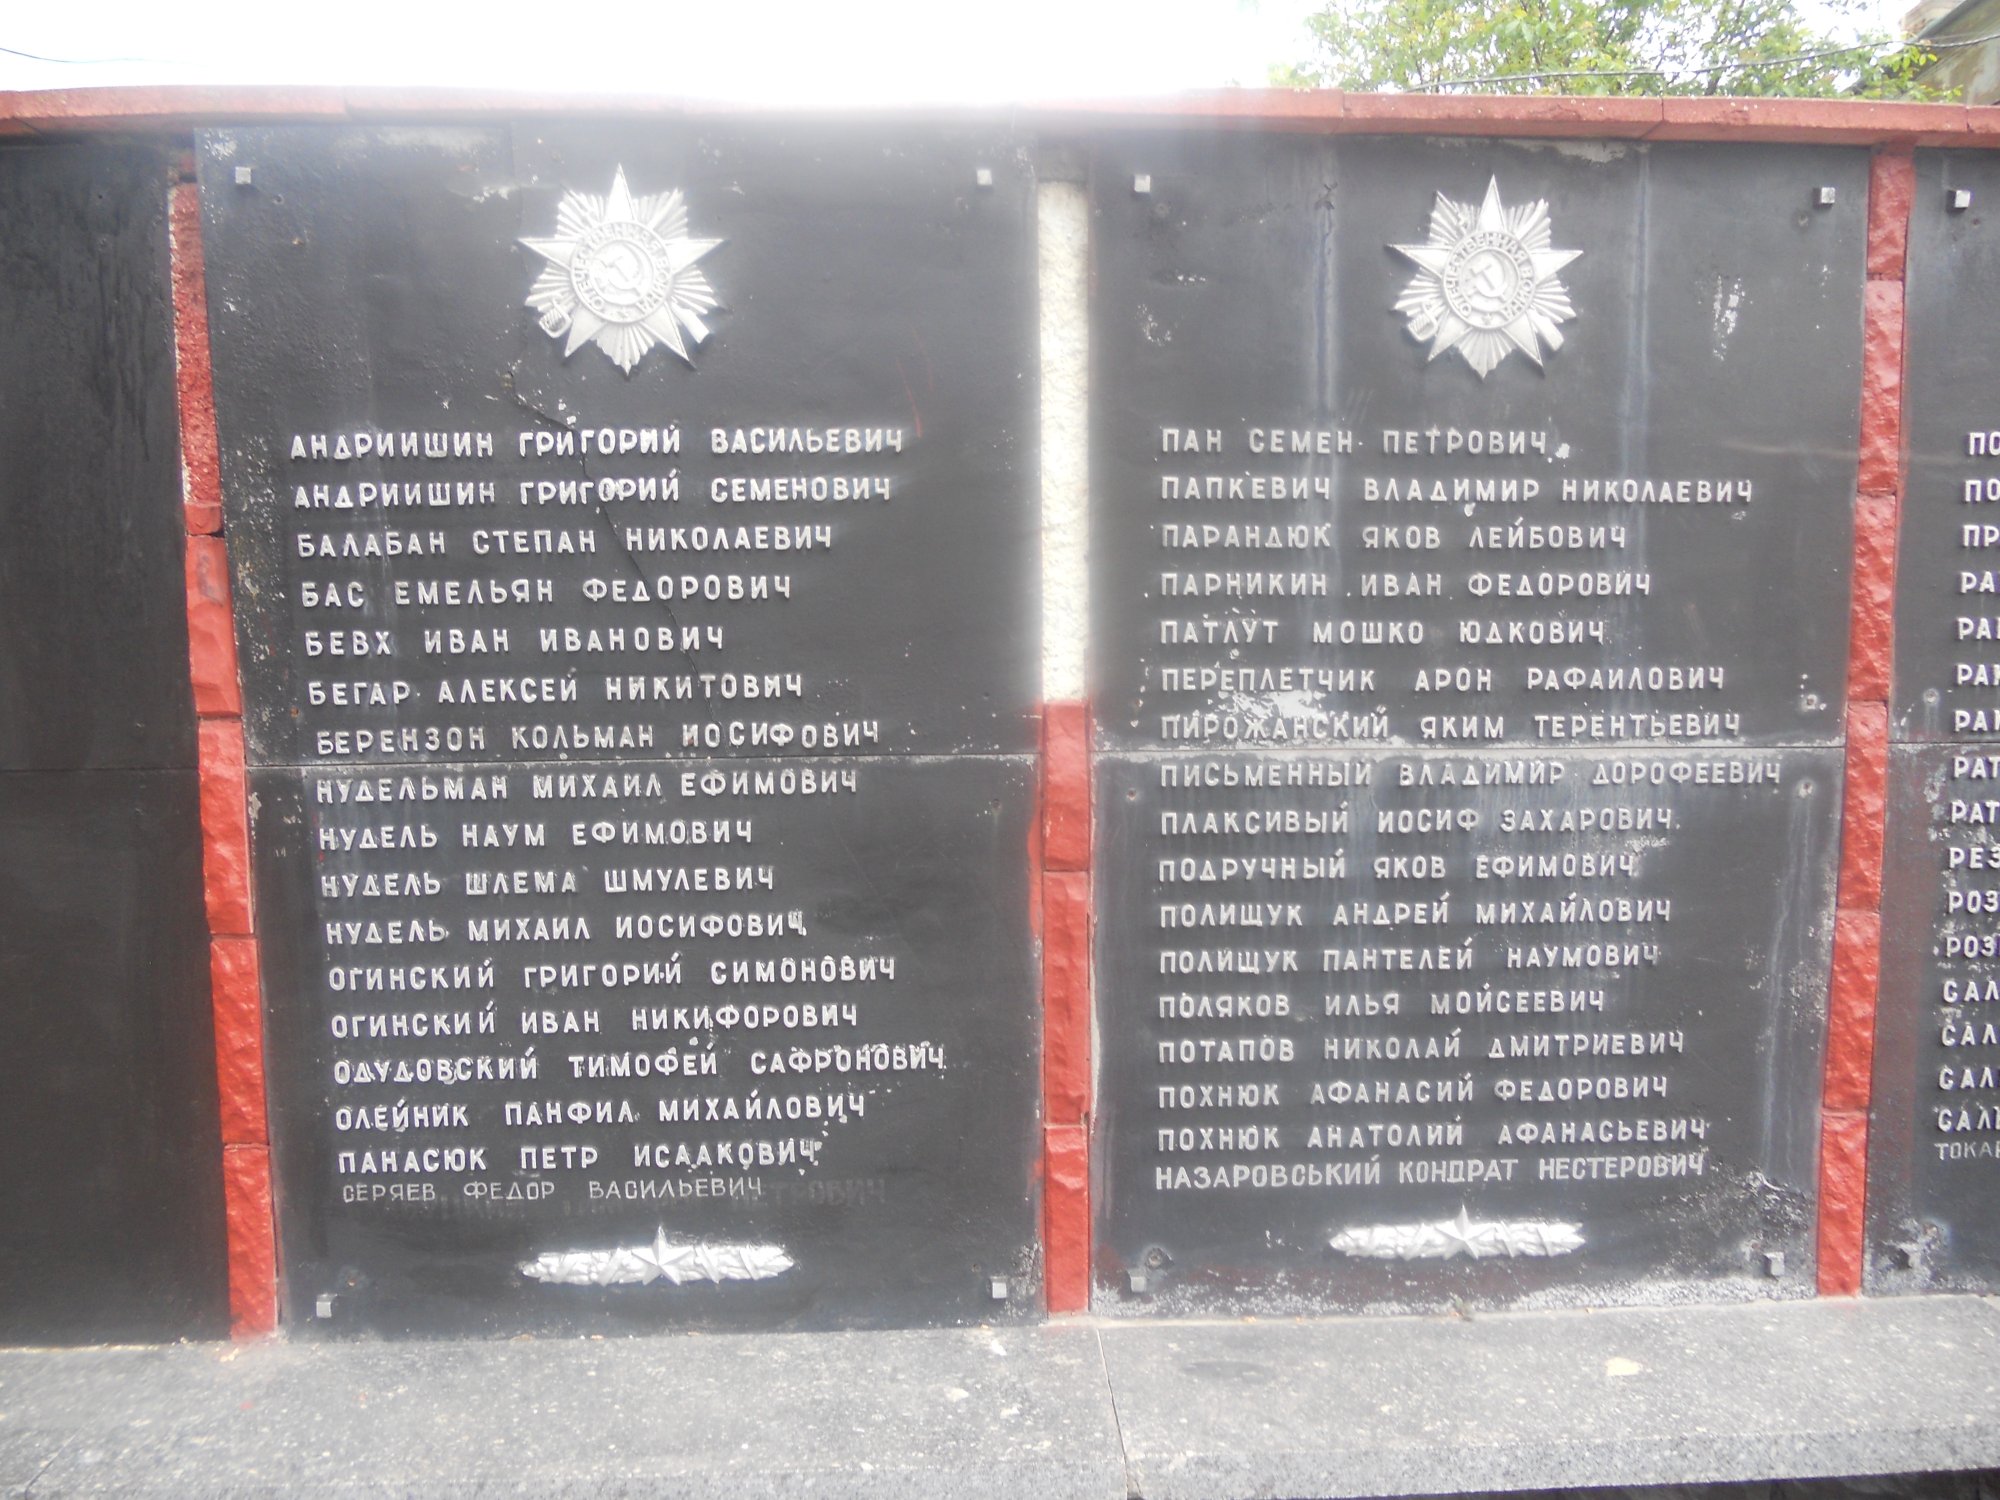 ОТЕЧЕСТВЕННАЯ ВОЙНА
АНДРИИШИН ГРИГОРИЙ ВАСИЛЬЕВИЧ
АНДРИИШИН ГРИГОРИЙ СЕМЕНОВИЧ
БАЛАБАН СТЕПАН НИКОЛАЕВИЧ
БАС ЕМЕЛЬЯН ФЕДОРОВИЧ
БЕВХ ИВАН ИВАНОВИЧ
БЕГАР АЛЕКСЕЙ НИКИТОВИЧ
БЕРЕНЗОН КОЛЬМАН ИОСИФОВИЧ
НУДЕЛЬМАН МИХАИЛ ЕФИМОВИЧ
НУДЕЛЬ НАУМ ЕФИМОВИЧ
НУДЕЛЬ ШЛЕМА ШМУЛЕВИЧ
НУДЕЛЬ МИХАИЛ ИОСИФОВИЧ
ОГИНСКИЙ ГРИГОРИЙ СИМОНОВИЧ
ОГИНСКИЙ ИВАН НИКИФОРОВИЧ
ОДУДОВСКИЙ ТИМОФЕЙ САФРОНОВИЧ
ОЛЕЙНИК ПАНФИЛ МИХАЙЛОВИЧ
ПАНАСЮК ПЕТР ИСААКОВИЧ
СЕРЯЕВ ФЕДОР ВАСИЛЬЕВИЧ
ОТЕЧЕСТВЕННАЯ ВОЙНА
ПАН СЕМЕН ПЕТРОВИЧ
ПАПКЕВИЧ ВЛАДИМИР НИКОЛАЕВИЧ
ПАРАНДЮК ЯКОВ ЛЕЙБОВИЧ
ПАРНИКИН ИВАН ФЕДОРОВИЧ
ПАТЛУТ МОШКО ЮДКОВИЧ
ПЕРЕПЛЕТЧИК АРОН РАФАИЛОВИЧ
ПИРОЖАНСКИЙ ЯКИМ ТЕРЕНТЬЕВИЧ
ПИСЬМЕННЫЙ ВЛАДИМИР ДОРОФЕЕВИЧ
ПЛАКСИВЫЙ ИОСИФ ЗАХАРОВИЧ
ПОДРУЧНЫЙ ЯКОВ ЕФИМОВИЧ
ПОЛИЩУК АНДРЕЙ МИХАЙЛОВИЧ
ПОЛИЩУК ПАНТЕЛЕЙ НАУМОВИЧ
ПОЛЯКОВ ИЛЬЯ МОЙСЕЕВИЧ
ПОТАПОВ НИКОЛАЙ ДМИТРИЕВИЧ
ПОХНЮК АФАНАСИЙ ФЕДОРОВИЧ
ПОХНЮК АНАТОЛИЙ АФАНАСЬЕВИЧ
НАЗАРОВСЬКИЙ КОНДРАТ НЕСТЕРОВИЧ